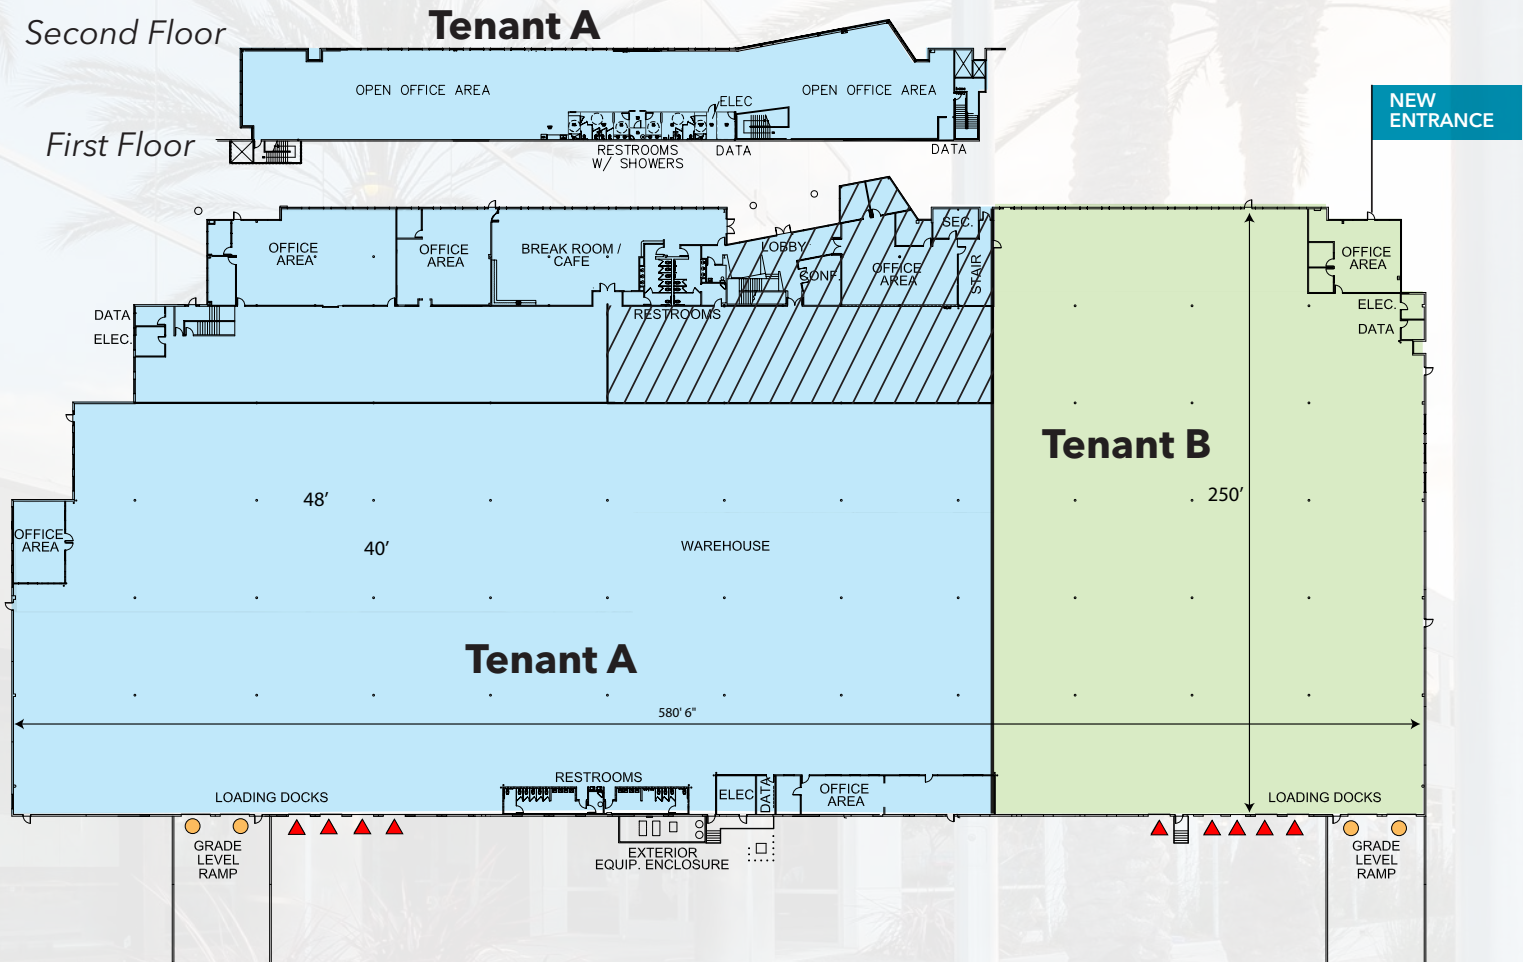 Second Floor
Tenant A
OPEN OFFICE AREA
OPEN OFFICE AREA
ELEC
NEW
ENTRANCE
First Floor
RESTROOMS
W/ SHOWERS
DATA
DATA
SEC.
OFFICE
AREA
OFFICE
AREA
BREAK ROOM /
CAFE
LOBBY
CONF.
OFFICE
AREA
STAIR
OFFICE
AREA
DATA
ELEC.
RESTROOMS
ELEC.
DATA
Tenant B
48’
250’
OFFICE
AREA
40’
WAREHOUSE
Tenant A
580' 6"
RESTROOMS
ELEC
DATA
OFFICE
AREA
LOADING DOCKS
LOADING DOCKS
GRADE
LEVEL
RAMP
EXTERIOR
EQUIP. ENCLOSURE
GRADE
LEVEL
RAMP